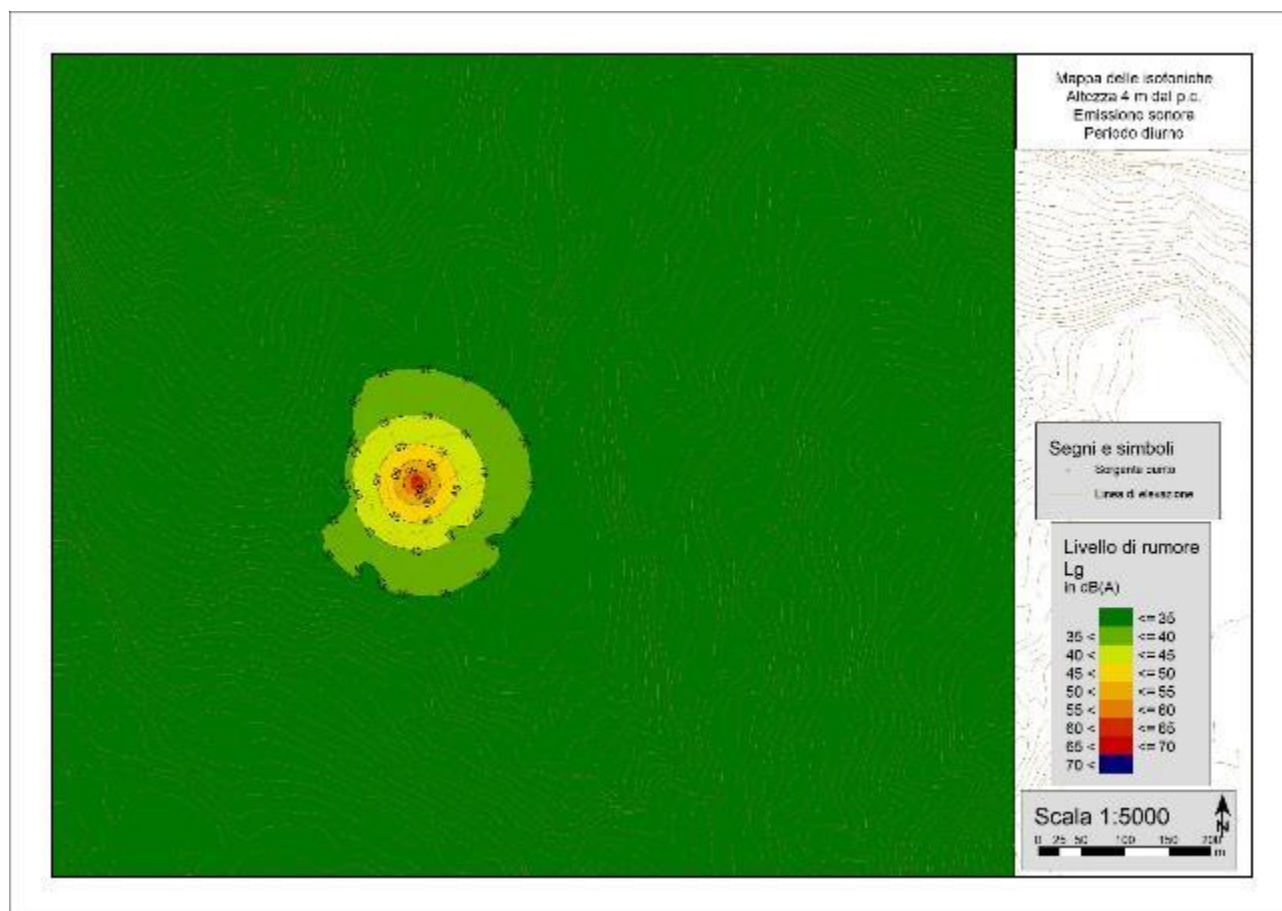 Mappa delle isofoniche
Altezza 4 m dal p.c.
Emissione sonora
Periodo diurno
Segni e simboli
Sorgente punto
Linea di elevazione
Livello di rumore
Lg
in dB(A)
<= 35
35 < <= 40
40 < <= 45
45 < <= 50
50 < <= 55
55 < <= 60
60 < <= 65
65 < <= 70
70 <
Scala 1:5000
N
0 25 50 100 150 200
m